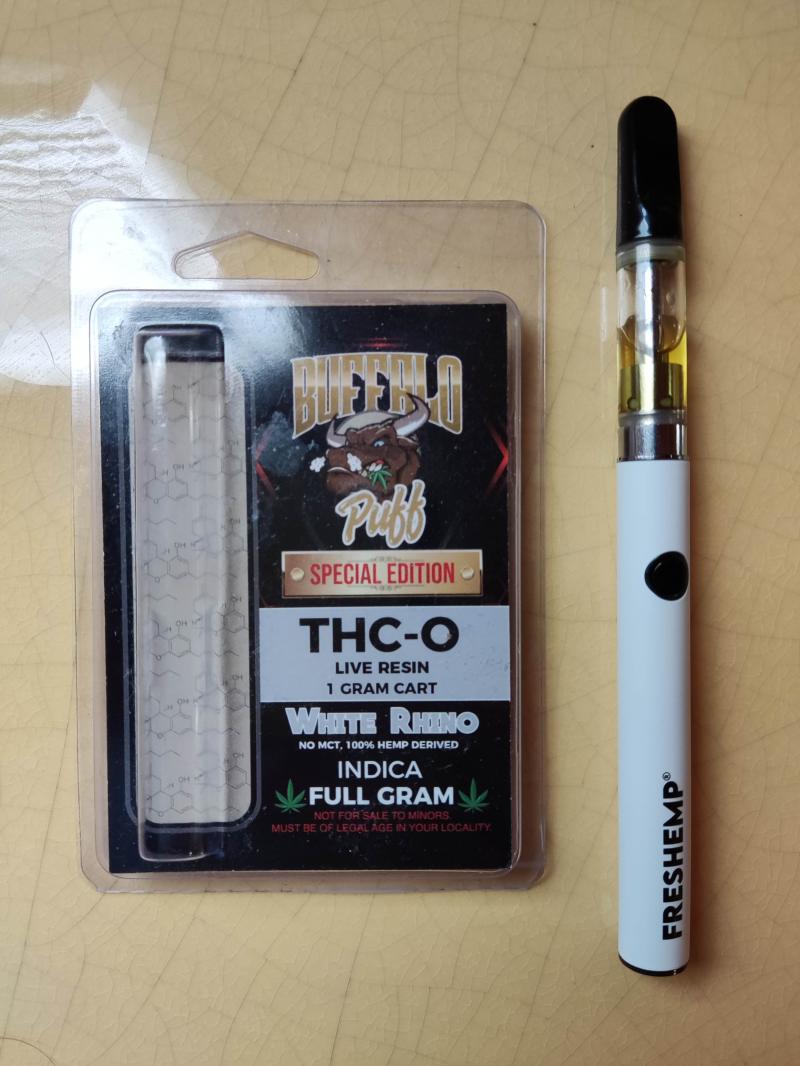 BUFFALO
Puff
SPECIAL EDITION
THC-O
LIVE RESIN
1 GRAM CART
WHITE RHINO
NO MCT, 100% HEMP DERIVED
INDICA
FULL GRAM
NOT FOR SALE TO MINORS.
MUST BE OF LEGAL AGE IN YOUR LOCALITY.
FRESHEMP®